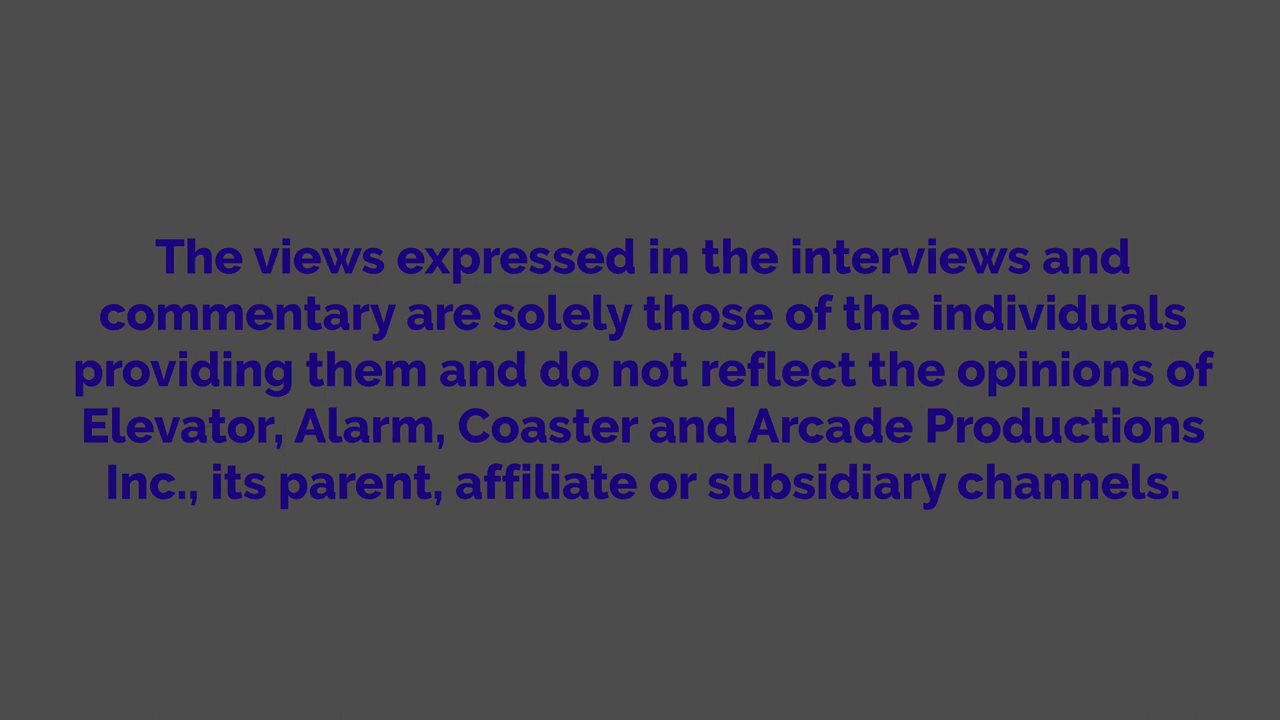 The views expressed in the interviews and
commentary are solely those of the individuals
providing them and do not reflect the opinions of
Elevator, Alarm, Coaster and Arcade Productions
Inc., its parent, affiliate or subsidiary channels.